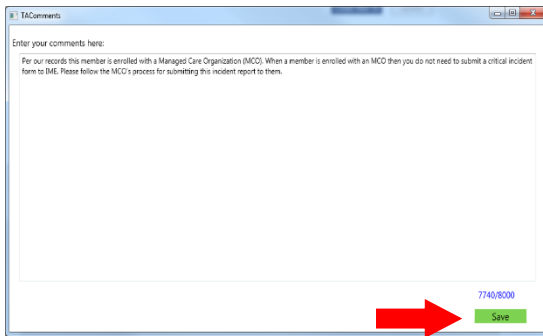 TAComments
Enter your comments here:
Per our records this member is enrolled with a Managed Care Organization (MCO). When a member is enrolled with an MCO then you do not need to submit a critical incident
form to IME. Please follow the MCO's process for submitting this incident report to them.
7740/8000
Save